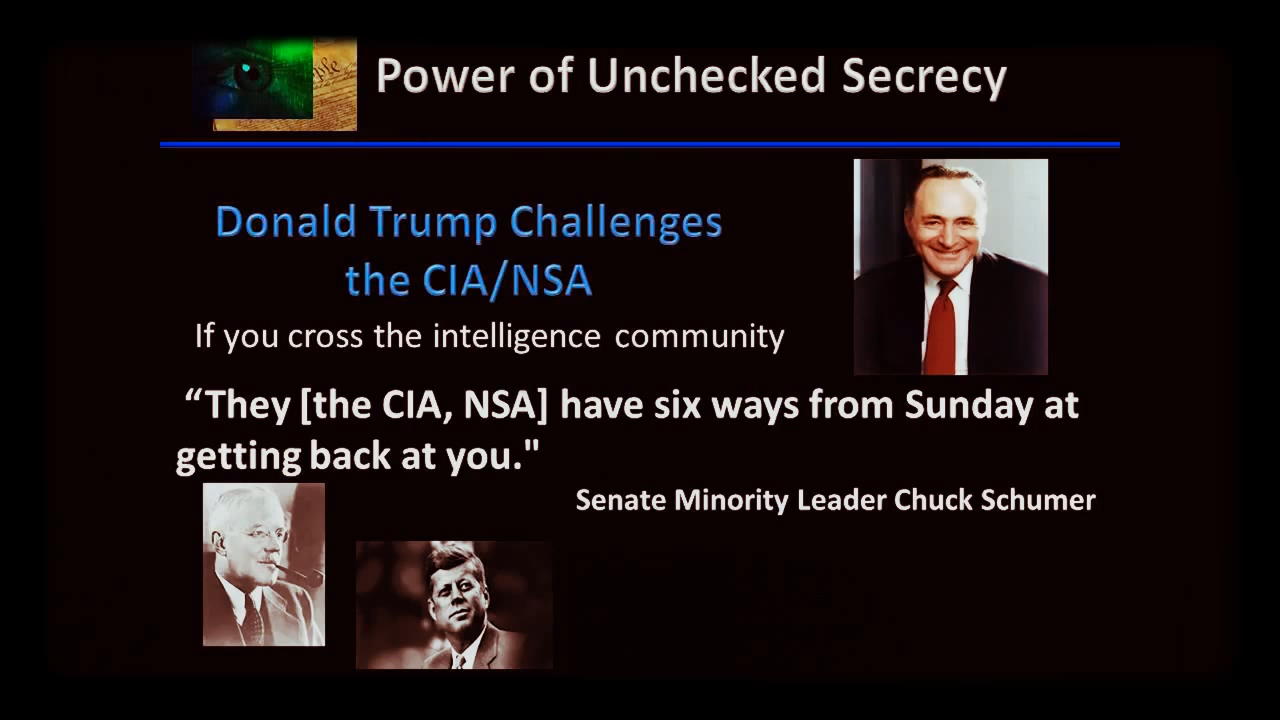 ple
Power of Unchecked Secrecy
Donald Trump Challenges
the CIA/NSA
If you cross the intelligence community
“They [the CIA, NSA] have six ways from Sunday at
getting back at you."
Senate Minority Leader Chuck Schumer